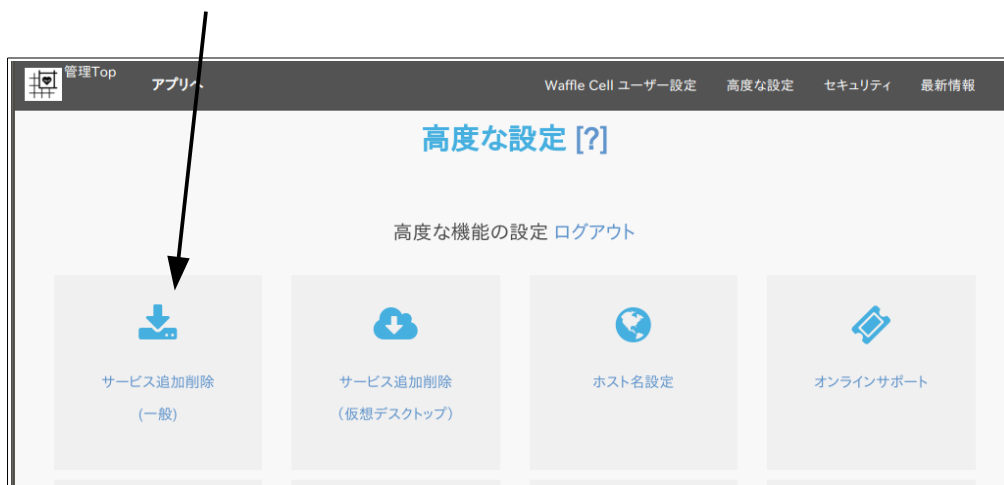 管理Top
アプリへ
Waffle Cell ユーザー設定 高度な設定 セキュリティ 最新情報
高度な設定 [?]
高度な機能の設定 ログアウト
サービス追加削除
(一般)
サービス追加削除
（仮想デスクトップ）
ホスト名設定
オンラインサポート